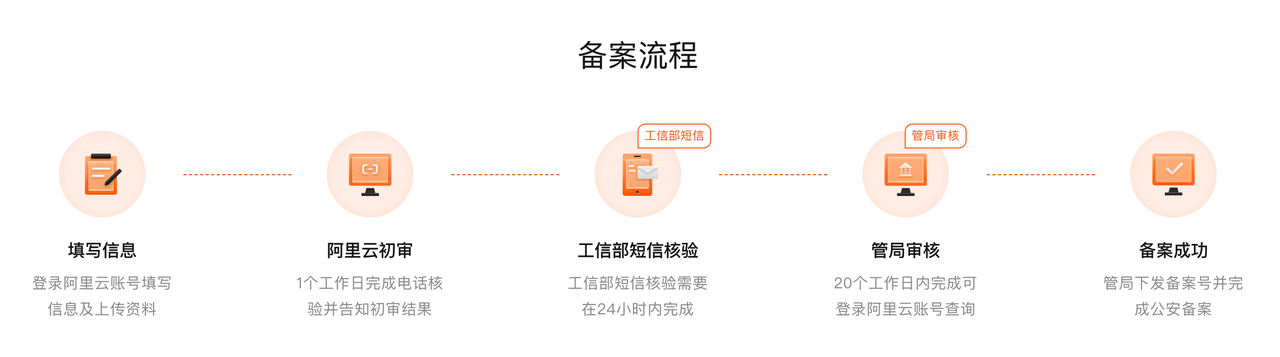 备案流程
工信部短信
管局审核
填写信息
登录阿里云账号填写
信息及上传资料
阿里云初审
1个工作日完成电话核
验并告知初审结果
工信部短信核验
工信部短信核验需要
在24小时内完成
管局审核
20个工作日内完成可
登录阿里云账号查询
备案成功
管局下发备案号并完
成公安备案